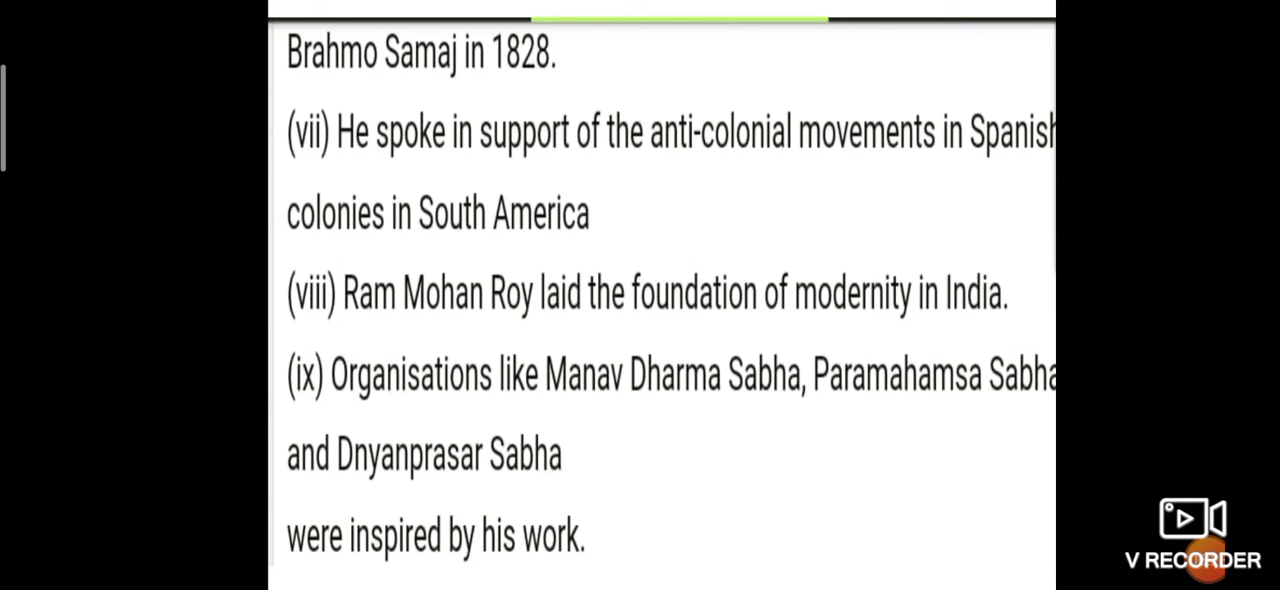 Brahmo Samaj in 1828.
(vii) He spoke in support of the anti-colonial movements in Spanish
colonies in South America
(viii) Ram Mohan Roy laid the foundation of modernity in India.
(ix) Organisations like Manav Dharma Sabha, Paramahamsa Sabha
and Dnyanprasar Sabha
were inspired by his work.
V RECORDER